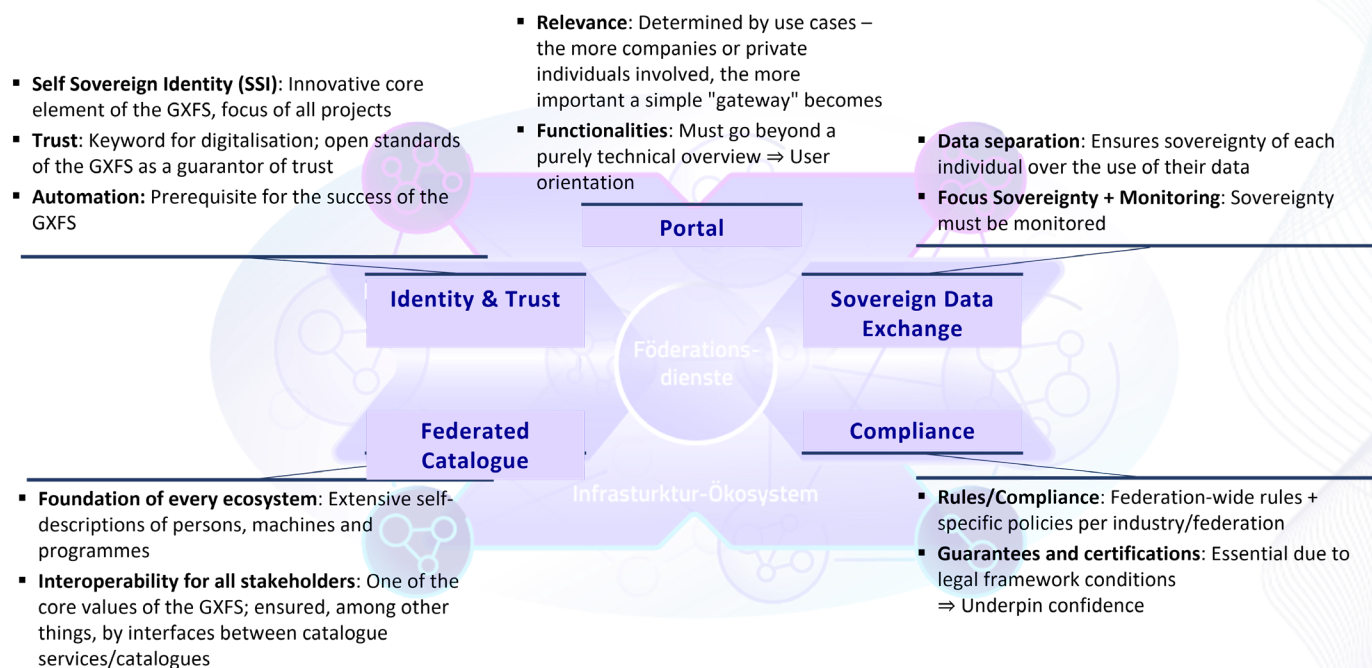 ▪ Relevance: Determined by use cases –
the more companies or private
individuals involved, the more
important a simple "gateway" becomes
▪ Functionalities: Must go beyond a
purely technical overview ⇒ User
orientation
Portal
▪ Self Sovereign Identity (SSI): Innovative core
element of the GXFS, focus of all projects
▪ Trust: Keyword for digitalisation; open standards
of the GXFS as a guarantor of trust
▪ Automation: Prerequisite for the success of the
GXFS
Identity & Trust
▪ Data separation: Ensures sovereignty of each
individual over the use of their data
▪ Focus Sovereignty + Monitoring: Sovereignty
must be monitored
Sovereign Data
Exchange
Föderations-
dienste
Federated
Catalogue
▪ Foundation of every ecosystem: Extensive self-
descriptions of persons, machines and
programmes
▪ Interoperability for all stakeholders: One of the
core values of the GXFS; ensured, among other
things, by interfaces between catalogue
services/catalogues
Compliance
▪ Rules/Compliance: Federation-wide rules +
specific policies per industry/federation
▪ Guarantees and certifications: Essential due to
legal framework conditions
⇒ Underpin confidence
Infrasturktur-Ökosystem